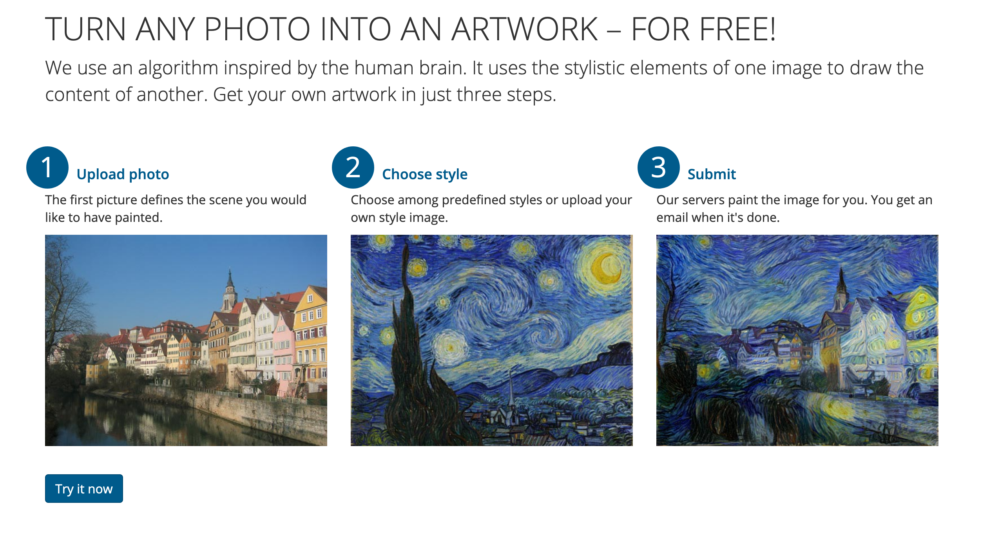 TURN ANY PHOTO INTO AN ARTWORK – FOR FREE!
We use an algorithm inspired by the human brain. It uses the stylistic elements of one image to draw the
content of another. Get your own artwork in just three steps.
1 Upload photo
The first picture defines the scene you would
like to have painted.
2 Choose style
Choose among predefined styles or upload your
own style image.
3 Submit
Our servers paint the image for you. You get an
email when it's done.
Try it now